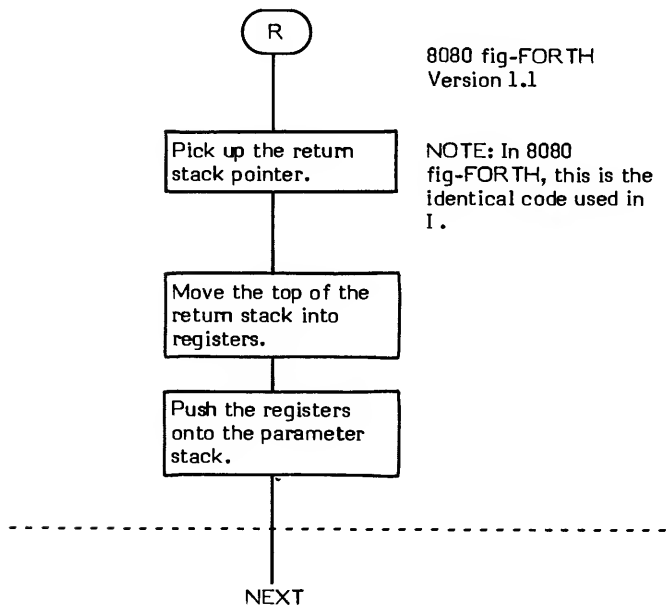 R
8080 fig-FORTH
Version 1.1
Pick up the return
stack pointer.
NOTE: In 8080
fig-FORTH, this is the
identical code used in
I .
Move the top of the
return stack into
registers.
Push the registers
onto the parameter
stack.
NEXT